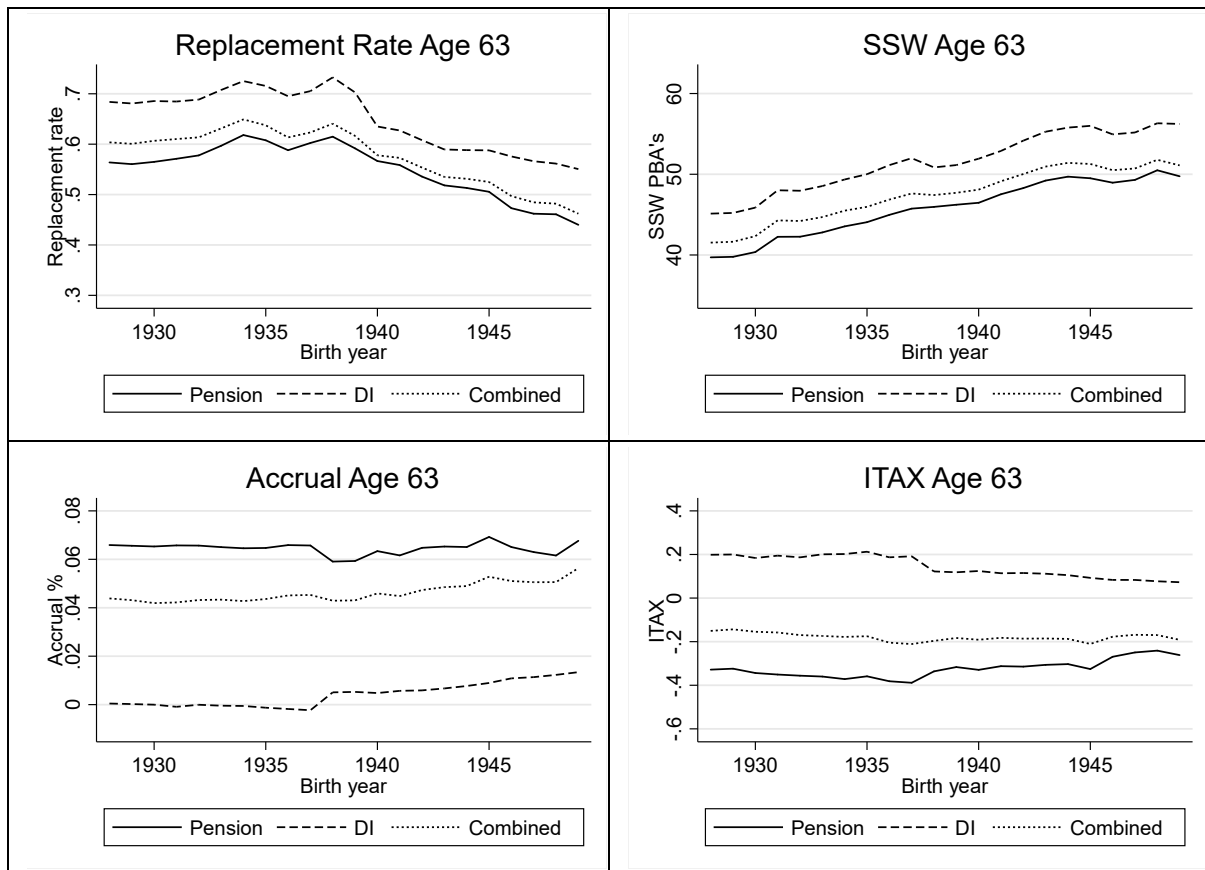 Replacement Rate Age 63
Replacement rate
.7
.6
.5
.4
.3
1930 1935 1940 1945
Birth year
Pension DI Combined
SSW Age 63
SSW PBA's
60
50
40
1930 1935 1940 1945
Birth year
Pension DI Combined
Accrual Age 63
Accrual %
.08
.06
.04
.02
0
1930 1935 1940 1945
Birth year
Pension DI Combined
ITAX Age 63
ITAX
.4
.2
0
-.2
-.4
-.6
1930 1935 1940 1945
Birth year
Pension DI Combined